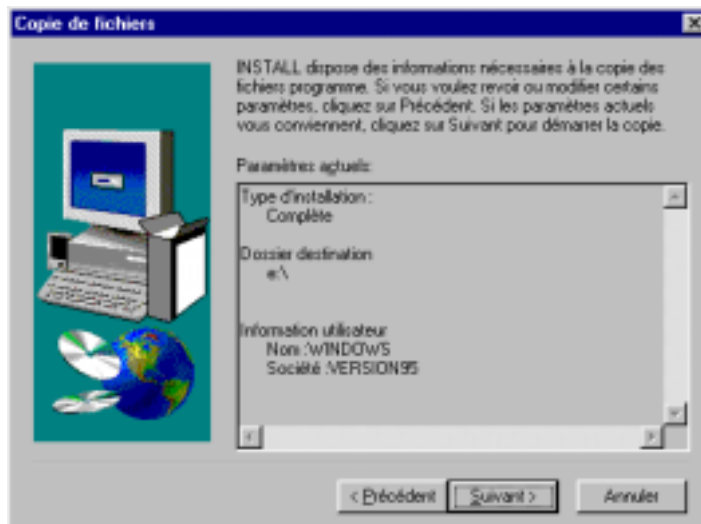 Copie de fichiers
INSTALL dispose des informations nécessaires à la copie des
fichiers programme. Si vous voulez revoir ou modifier certains
paramètres, cliquez sur Précédent. Si les paramètres actuels
vous conviennent, cliquez sur Suivant pour démarrer la copie.
Paramètres actuels:
Type d'installation :
Complète
Dossier destination
e:\
Information utilisateur
Nom :WINDOWS
Société :VERSION95
< Précédent
Suivant >
Annuler